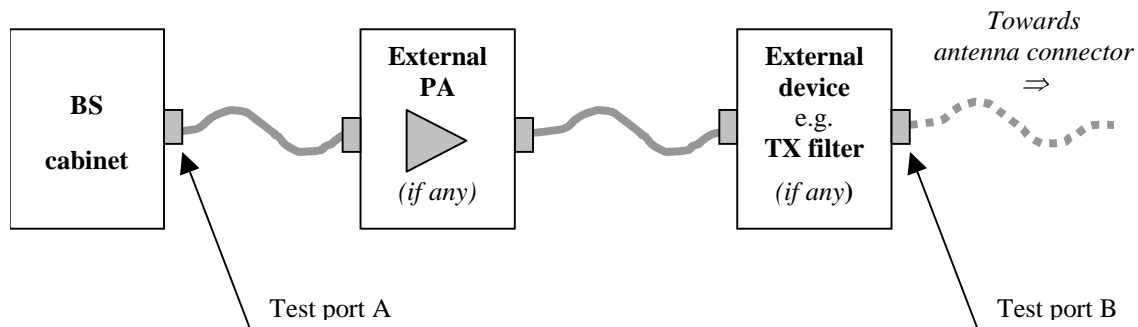 BS
cabinet
External
PA
(if any)
External
device
e.g.
TX filter
(if any)
Towards
antenna connector
⇒
Test port A
Test port B